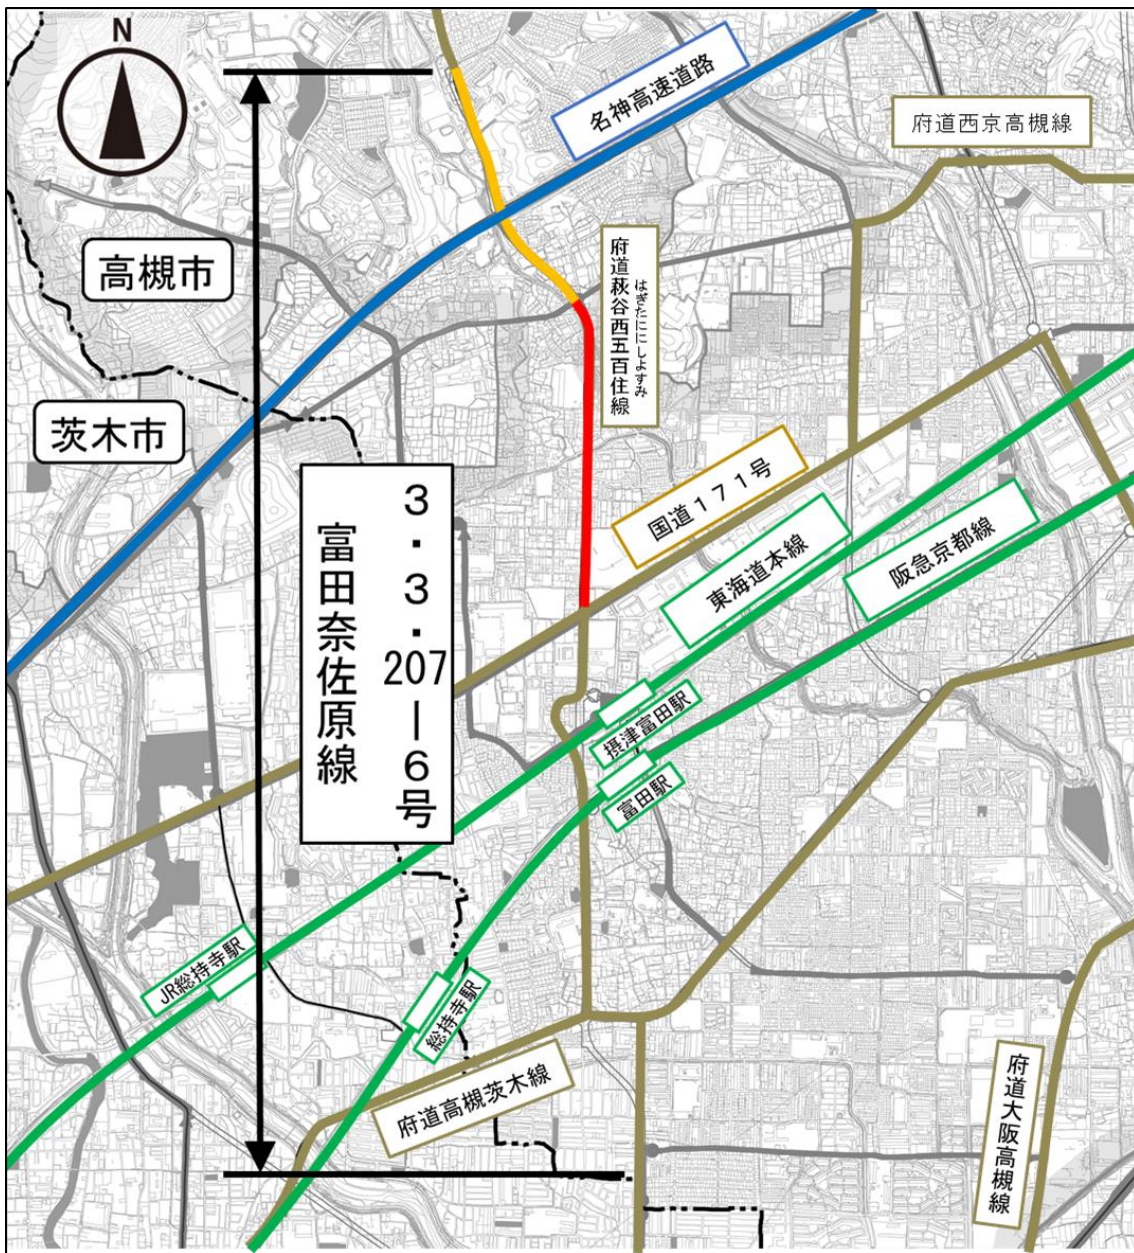 N
名神高速道路
府道西京高槻線
高槻市
府道萩谷西五百住線
はぎたににしよすみ
茨木市
国道171号
3・3・207―6号
富田奈佐原線
東海道本線
阪急京都線
摂津富田駅
富田駅
JR総持寺駅
総持寺駅
府道高槻茨木線
府道大阪高槻線